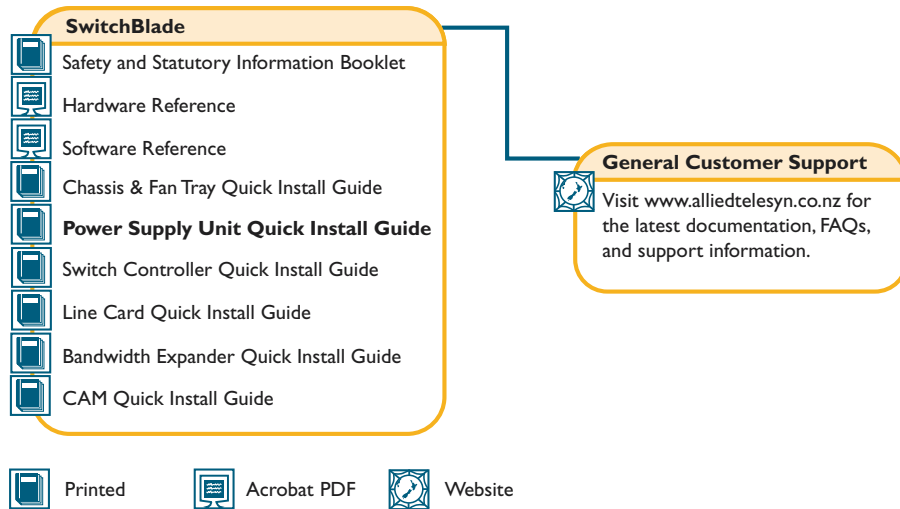 SwitchBlade
Safety and Statutory Information Booklet
Hardware Reference
Software Reference
Chassis & Fan Tray Quick Install Guide
Power Supply Unit Quick Install Guide
Switch Controller Quick Install Guide
Line Card Quick Install Guide
Bandwidth Expander Quick Install Guide
CAM Quick Install Guide
General Customer Support
Visit www.alliedtelesyn.co.nz for
the latest documentation, FAQs,
and support information.
Printed
Acrobat PDF
Website